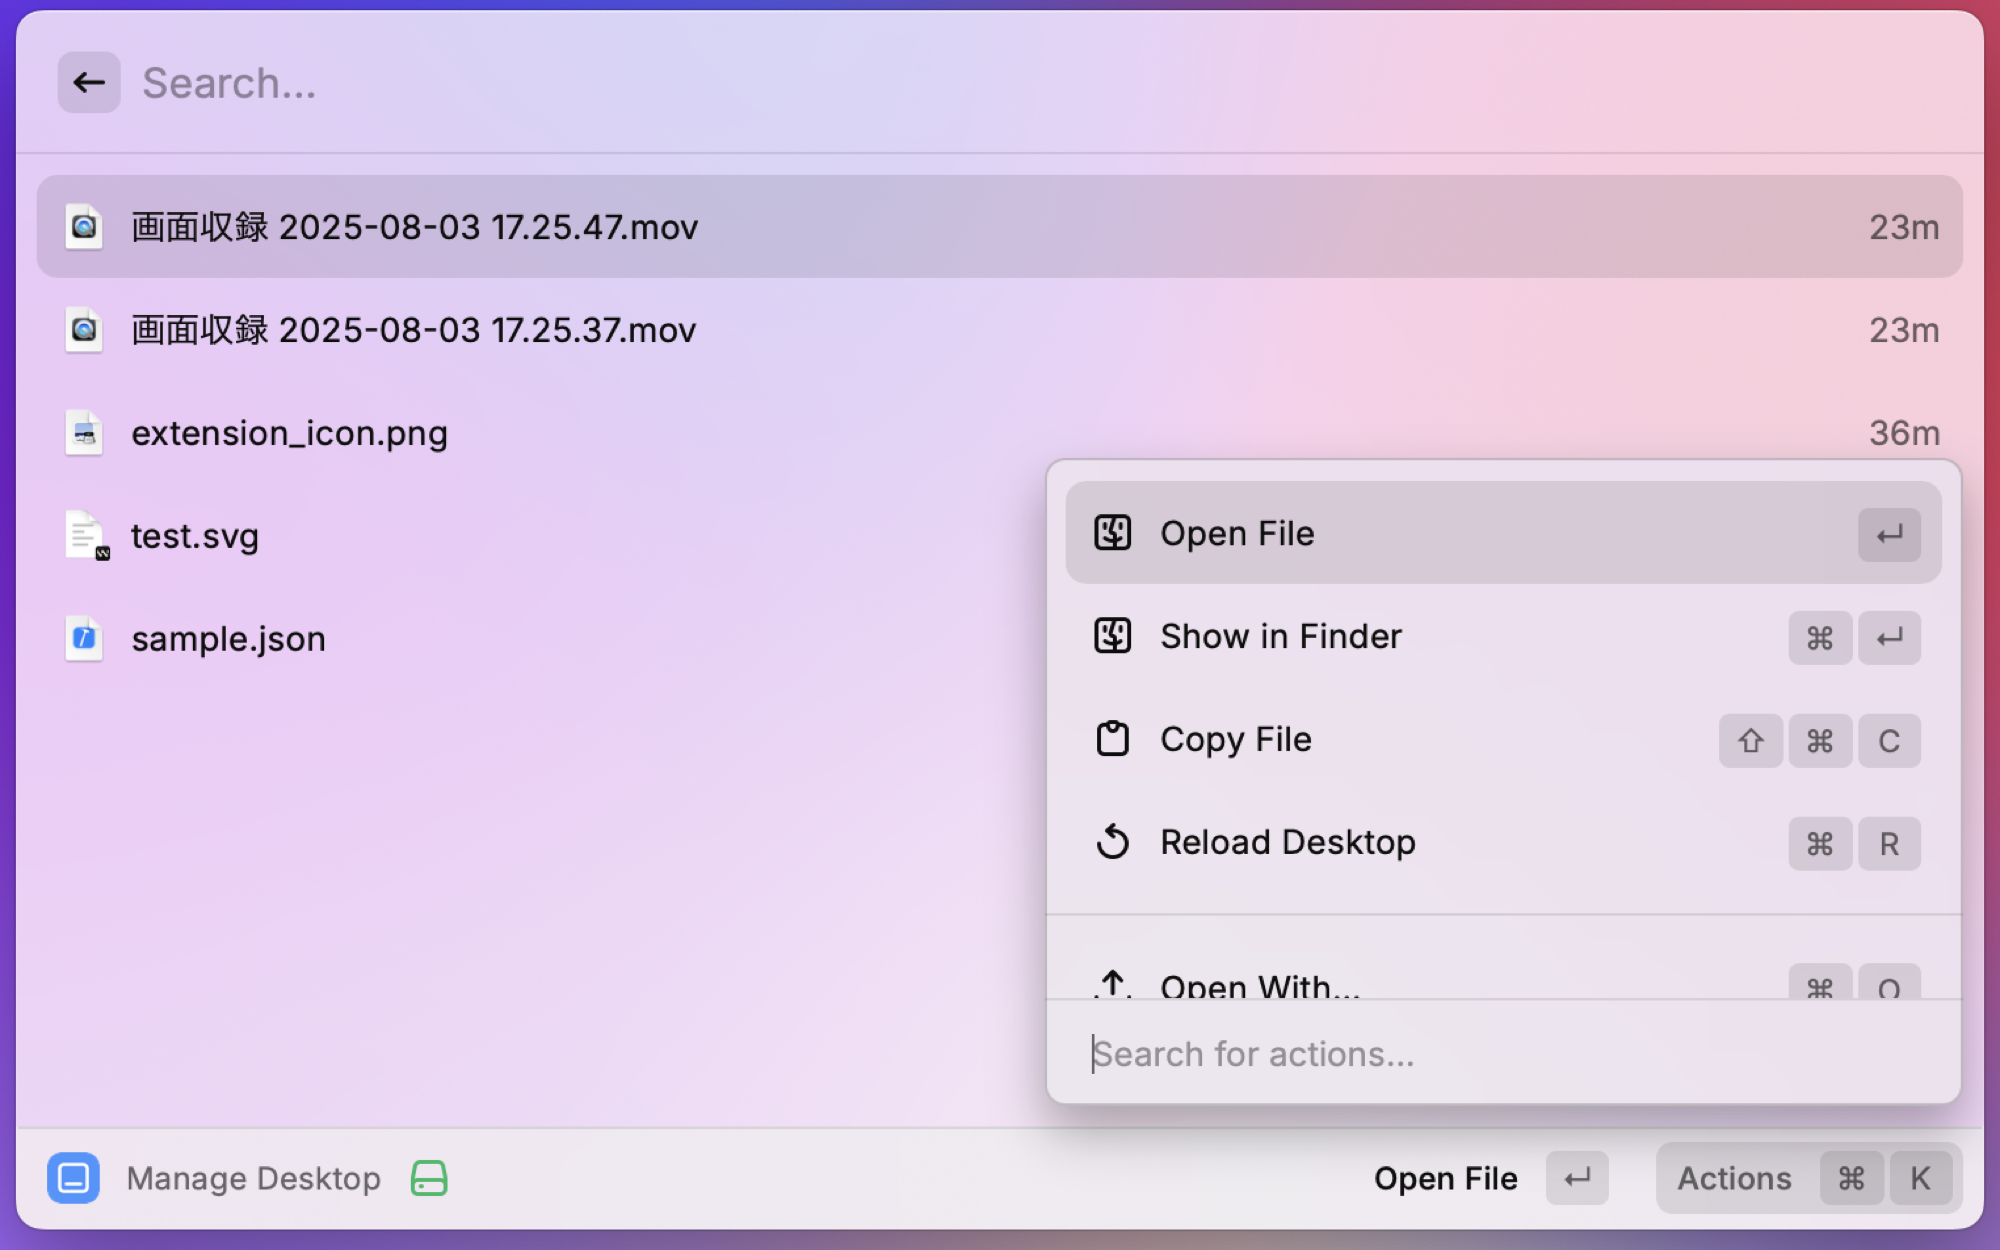 Search...
画面収録 2025-08-03 17.25.47.mov 23m
画面収録 2025-08-03 17.25.37.mov 23m
extension_icon.png 36m
test.svg
sample.json
Open File ↵
Show in Finder ⌘ ↵
Copy File ⇧ ⌘ C
Reload Desktop ⌘ R
Open With... ⌘ O
Search for actions...
Manage Desktop Open File ↵ Actions ⌘ K